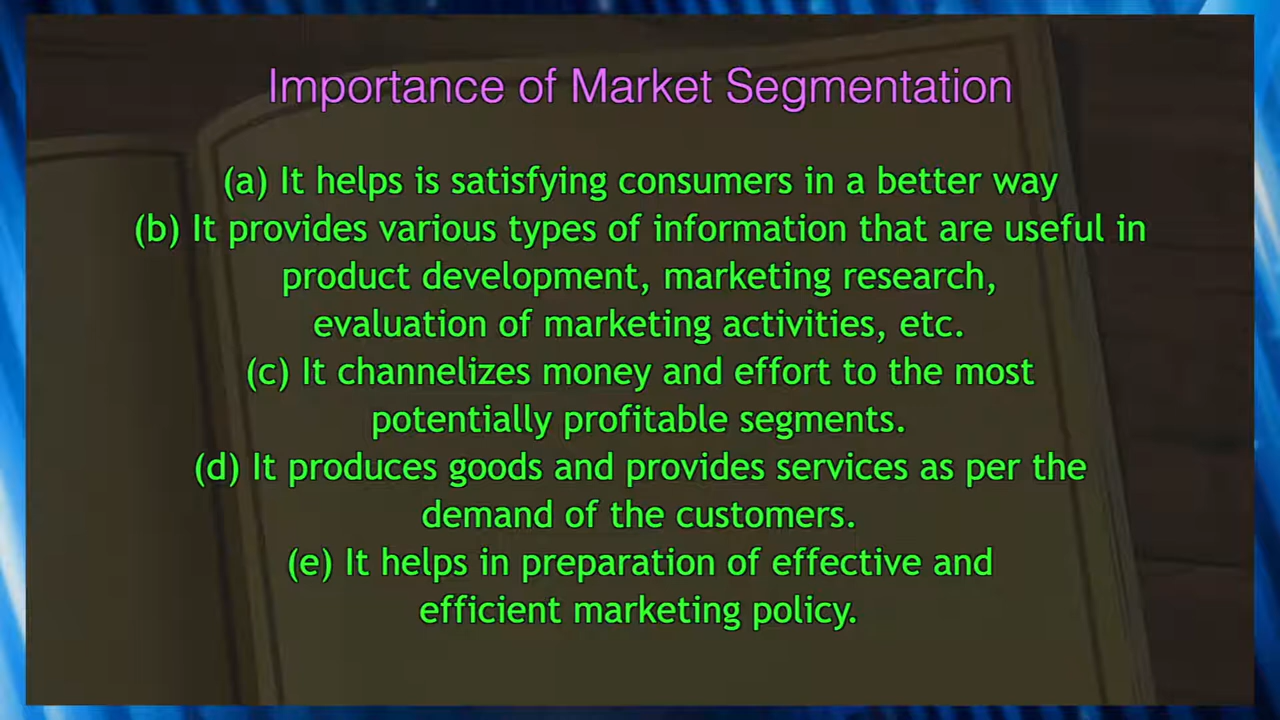 Importance of Market Segmentation
(a) It helps is satisfying consumers in a better way
(b) It provides various types of information that are useful in
product development, marketing research,
evaluation of marketing activities, etc.
(c) It channelizes money and effort to the most
potentially profitable segments.
(d) It produces goods and provides services as per the
demand of the customers.
(e) It helps in preparation of effective and
efficient marketing policy.